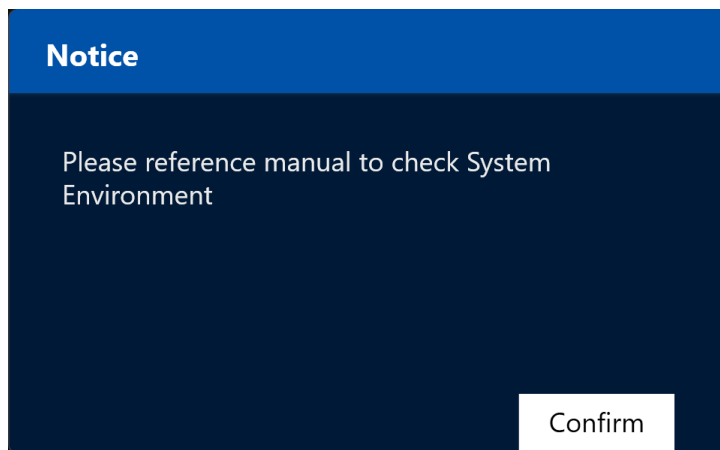 Notice
Please reference manual to check System
Environment
Confirm